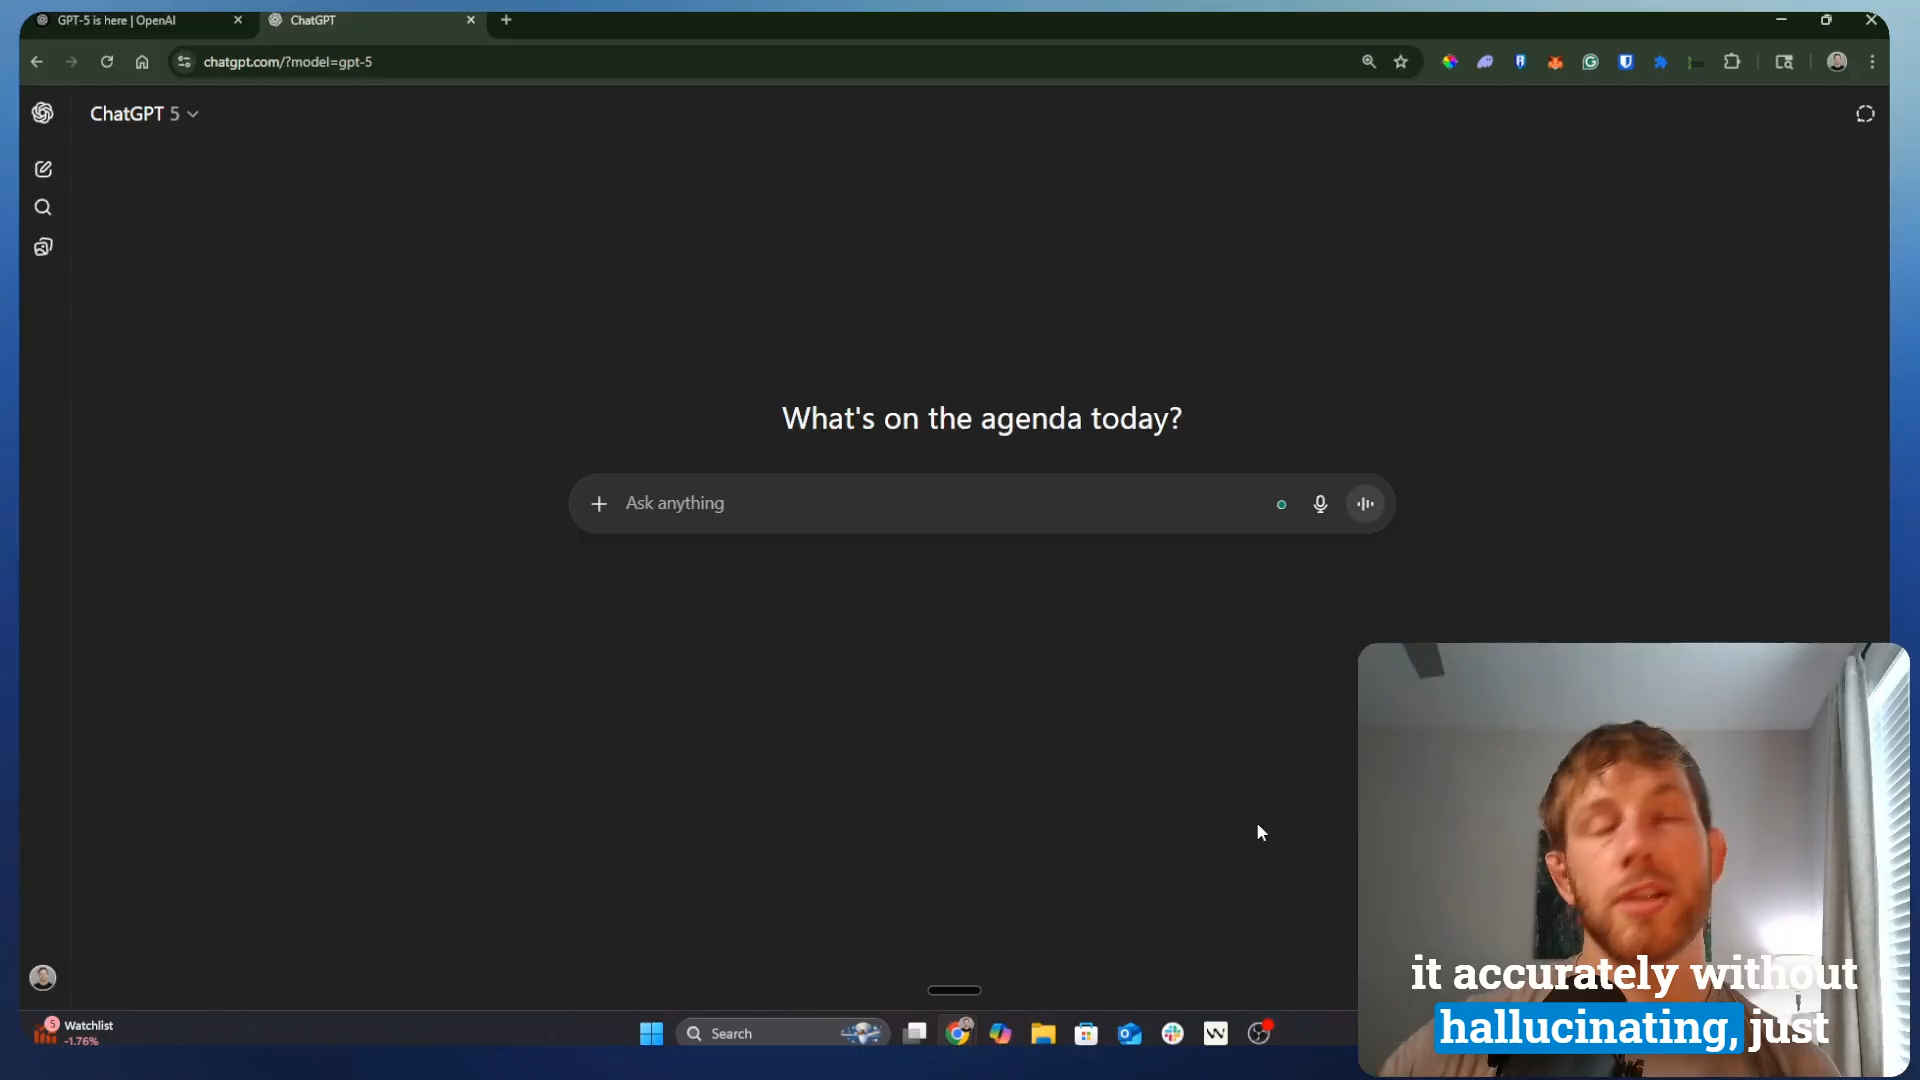 GPT-5 is here | OpenAI
ChatGPT
chatgpt.com/?model=gpt-5
ChatGPT 5
What's on the agenda today?
Ask anything
it accurately without
hallucinating, just
5
Watchlist
-1.76%
Search